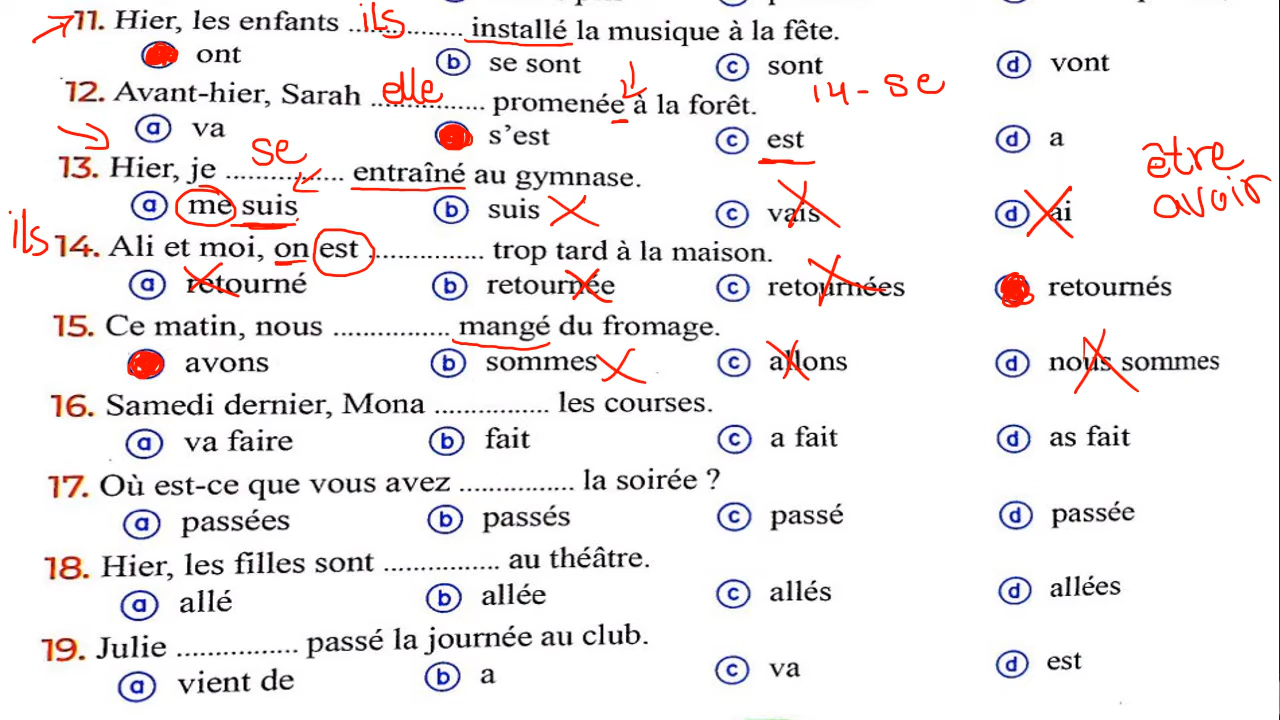 11. Hier, les enfants ..ils............ installé la musique à la fête.
a ont b se sont c sont d vont
12. Avant-hier, Sarah ..elle............ promenée à la forêt. 14 - se
a va b s'est c est d a
se être
13. Hier, je ................ entraîné au gymnase. avoir
a me suis b suis c vais d ai
ils 14. Ali et moi, on est ................ trop tard à la maison.
a retourné b retournée c retournées d retournés
15. Ce matin, nous ................ mangé du fromage.
a avons b sommes c allons d nous sommes
16. Samedi dernier, Mona ................ les courses.
a va faire b fait c a fait d as fait
17. Où est-ce que vous avez ................ la soirée ?
a passées b passés c passé d passée
18. Hier, les filles sont ................ au théâtre.
a allé b allée c allés d allées
19. Julie ................ passé la journée au club.
a vient de b a c va d est